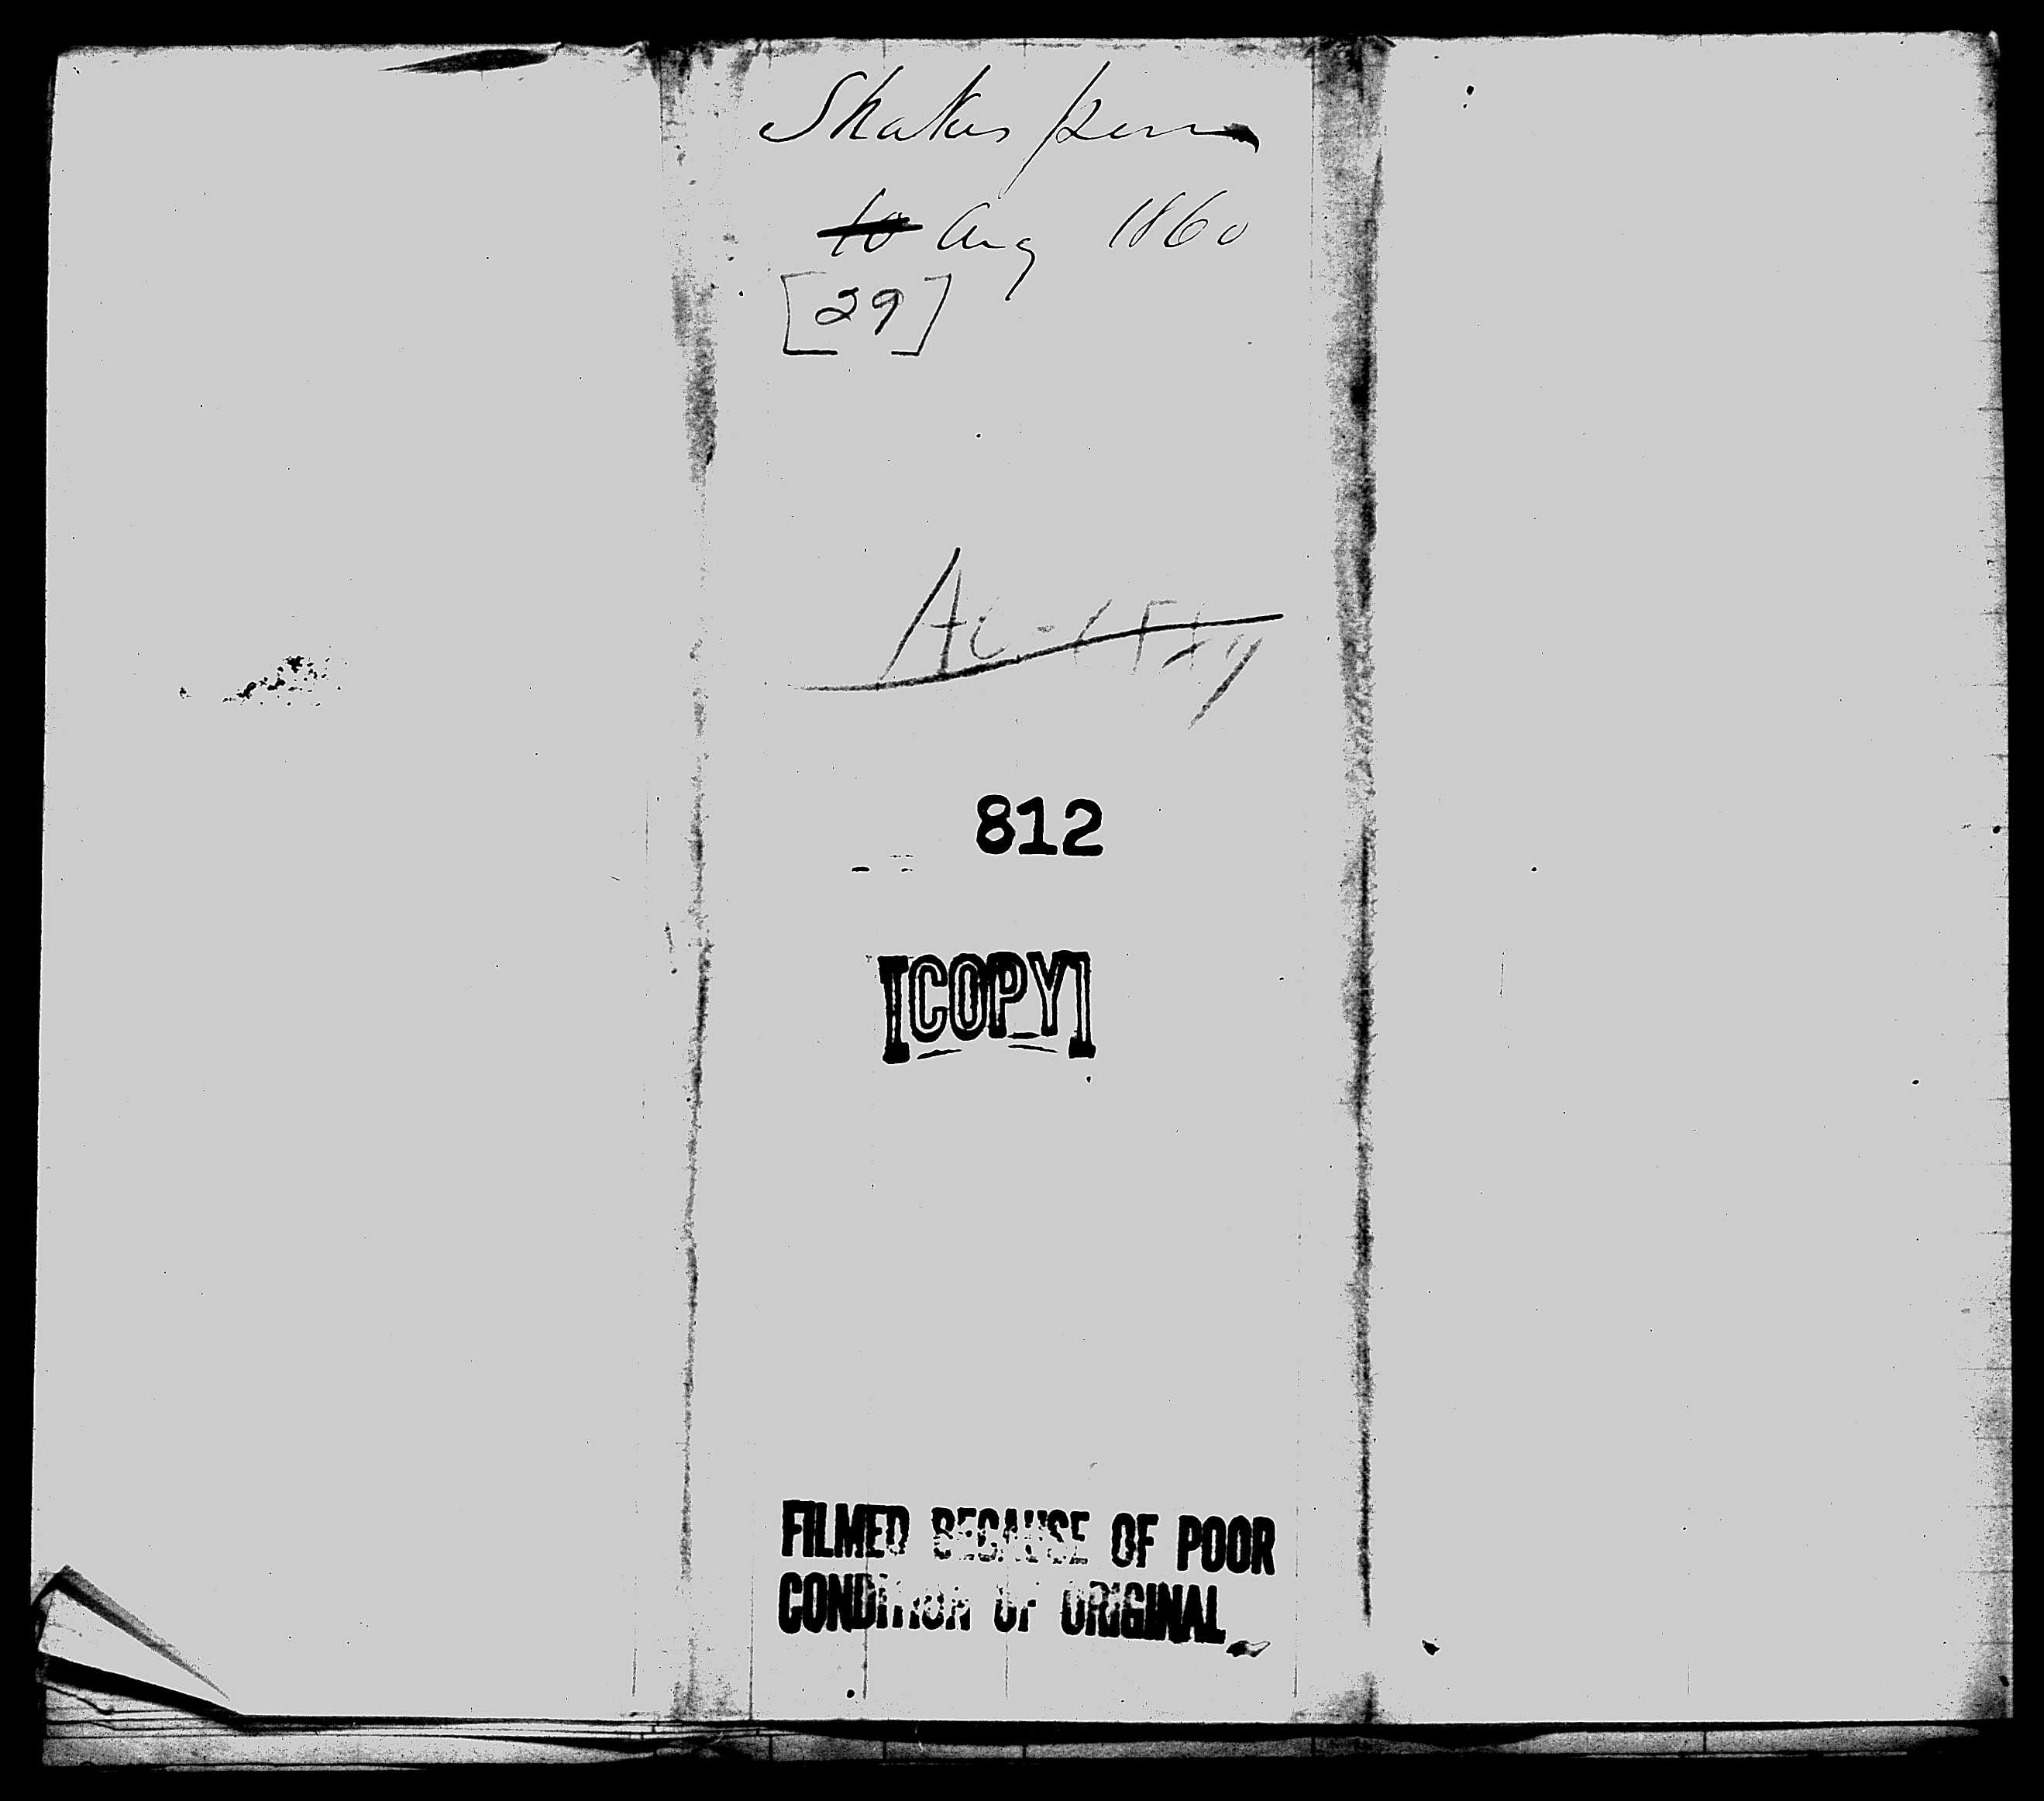 Shakespeare
10 Aug 1860
[29]
812
[COPY]
FILMED BECAUSE OF POOR
CONDITION OF ORIGINAL